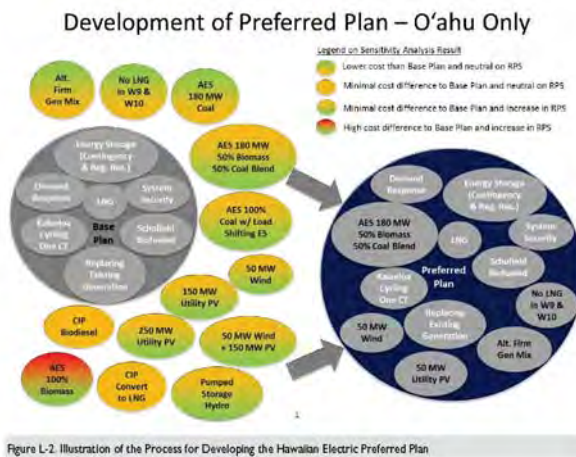 Development of Preferred Plan – O‘ahu Only
Legend on Sensitivity Analysis Result
Lower cost than Base Plan and neutral on RPS
Minimal cost difference to Base Plan and neutral on RPS
Minimal cost difference to Base Plan and increase in RPS
High cost difference to Base Plan and increase in RPS
Alt.
Firm
Gen Mix
No LNG
in W9 &
W10
AES
180 MW
Coal
Energy Storage
(Contingency
& Reg. Res.)
Demand
Response
LNG
System
Security
Kahe
Cycling
One CT
Base
Plan
Schofield
Biofueled
Replacing
Existing
Generation
AES 180 MW
50% Biomass
50% Coal Blend
AES 100%
Coal w/ Load
Shifting ES
50 MW
Wind
150 MW
Utility PV
CIP
Biodiesel
250 MW
Utility PV
50 MW Wind
+ 150 MW PV
AES
100%
Biomass
CIP
Convert
to LNG
Pumped
Storage
Hydro
Demand
Response
Energy Storage
(Contingency
& Reg. Res.)
AES 180 MW
50% Biomass
50% Coal Blend
LNG
System
Security
Schofield
Biofueled
Preferred
Plan
Cycling
One CT
No LNG
in W9 &
W10
50 MW
Wind
Replacing
Existing
Generation
Alt. Firm
Gen Mix
50 MW
Utility PV
Figure L-2. Illustration of the Process for Developing the Hawaiian Electric Preferred Plan